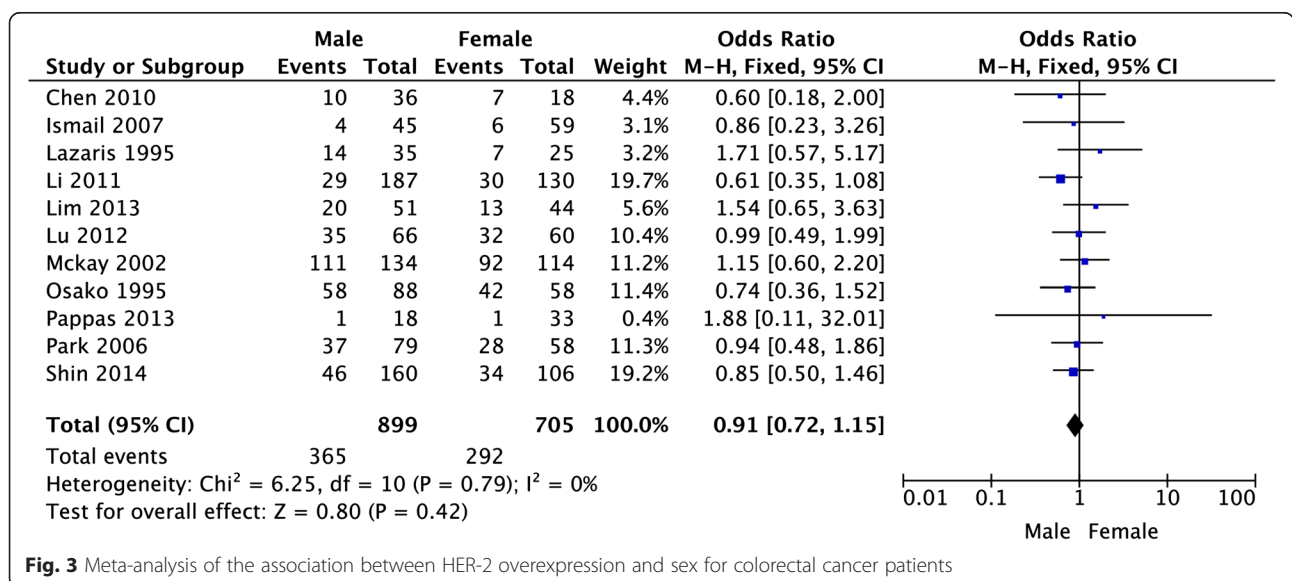 Male Female Odds Ratio Odds Ratio
Study or Subgroup Events Total Events Total Weight M-H, Fixed, 95% CI M-H, Fixed, 95% CI
Chen 2010 10 36 7 18 4.4% 0.60 [0.18, 2.00]
Ismail 2007 4 45 6 59 3.1% 0.86 [0.23, 3.26]
Lazaris 1995 14 35 7 25 3.2% 1.71 [0.57, 5.17]
Li 2011 29 187 30 130 19.7% 0.61 [0.35, 1.08]
Lim 2013 20 51 13 44 5.6% 1.54 [0.65, 3.63]
Lu 2012 35 66 32 60 10.4% 0.99 [0.49, 1.99]
Mckay 2002 111 134 92 114 11.2% 1.15 [0.60, 2.20]
Osako 1995 58 88 42 58 11.4% 0.74 [0.36, 1.52]
Pappas 2013 1 18 1 33 0.4% 1.88 [0.11, 32.01]
Park 2006 37 79 28 58 11.3% 0.94 [0.48, 1.86]
Shin 2014 46 160 34 106 19.2% 0.85 [0.50, 1.46]
Total (95% CI) 899 705 100.0% 0.91 [0.72, 1.15]
Total events 365 292
Heterogeneity: Chi² = 6.25, df = 10 (P = 0.79); I² = 0%
Test for overall effect: Z = 0.80 (P = 0.42)
0.01 0.1 1 10 100
Male Female
Fig. 3 Meta-analysis of the association between HER-2 overexpression and sex for colorectal cancer patients